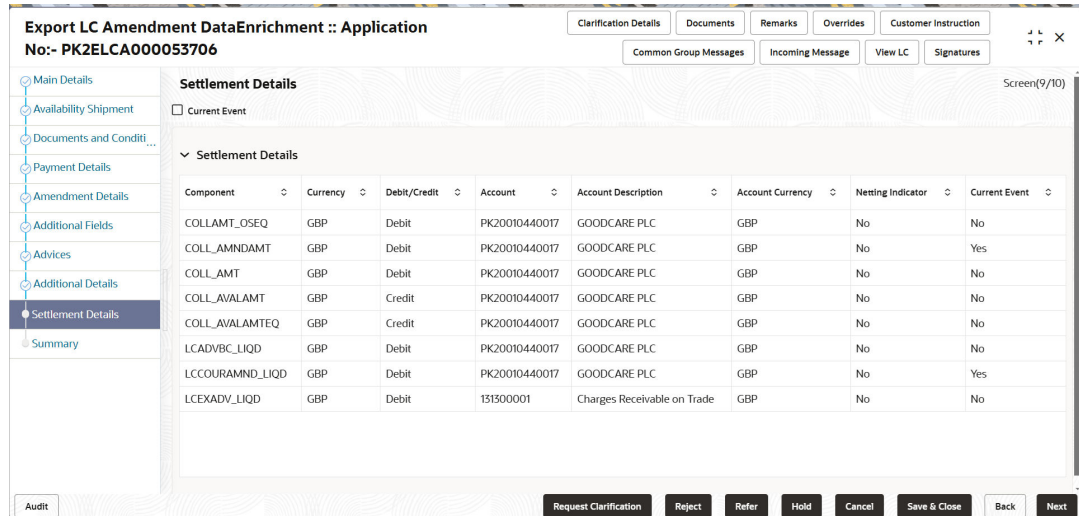 Export LC Amendment DataEnrichment :: Application
No:- PK2ELCA000053706
Clarification Details Documents Remarks Overrides Customer Instruction
Common Group Messages Incoming Message View LC Signatures
Main Details
Availability Shipment
Documents and Conditi...
Payment Details
Amendment Details
Additional Fields
Advices
Additional Details
Settlement Details
Summary
Settlement Details
Screen(9/10)
Current Event
Settlement Details
Component Currency Debit/Credit Account Account Description Account Currency Netting Indicator Current Event
COLLAMT_OSEQ GBP Debit PK20010440017 GOODCARE PLC GBP No No
COLL_AMNDAMT GBP Debit PK20010440017 GOODCARE PLC GBP No Yes
COLL_AMT GBP Debit PK20010440017 GOODCARE PLC GBP No No
COLL_AVALAMT GBP Credit PK20010440017 GOODCARE PLC GBP No No
COLL_AVALAMTEQ GBP Credit PK20010440017 GOODCARE PLC GBP No No
LCADVBC_LIQD GBP Debit PK20010440017 GOODCARE PLC GBP No No
LCCOURAMND_LIQD GBP Debit PK20010440017 GOODCARE PLC GBP No Yes
LCEXADV_LIQD GBP Debit 131300001 Charges Receivable on Trade GBP No No
Audit Request Clarification Reject Refer Hold Cancel Save & Close Back Next